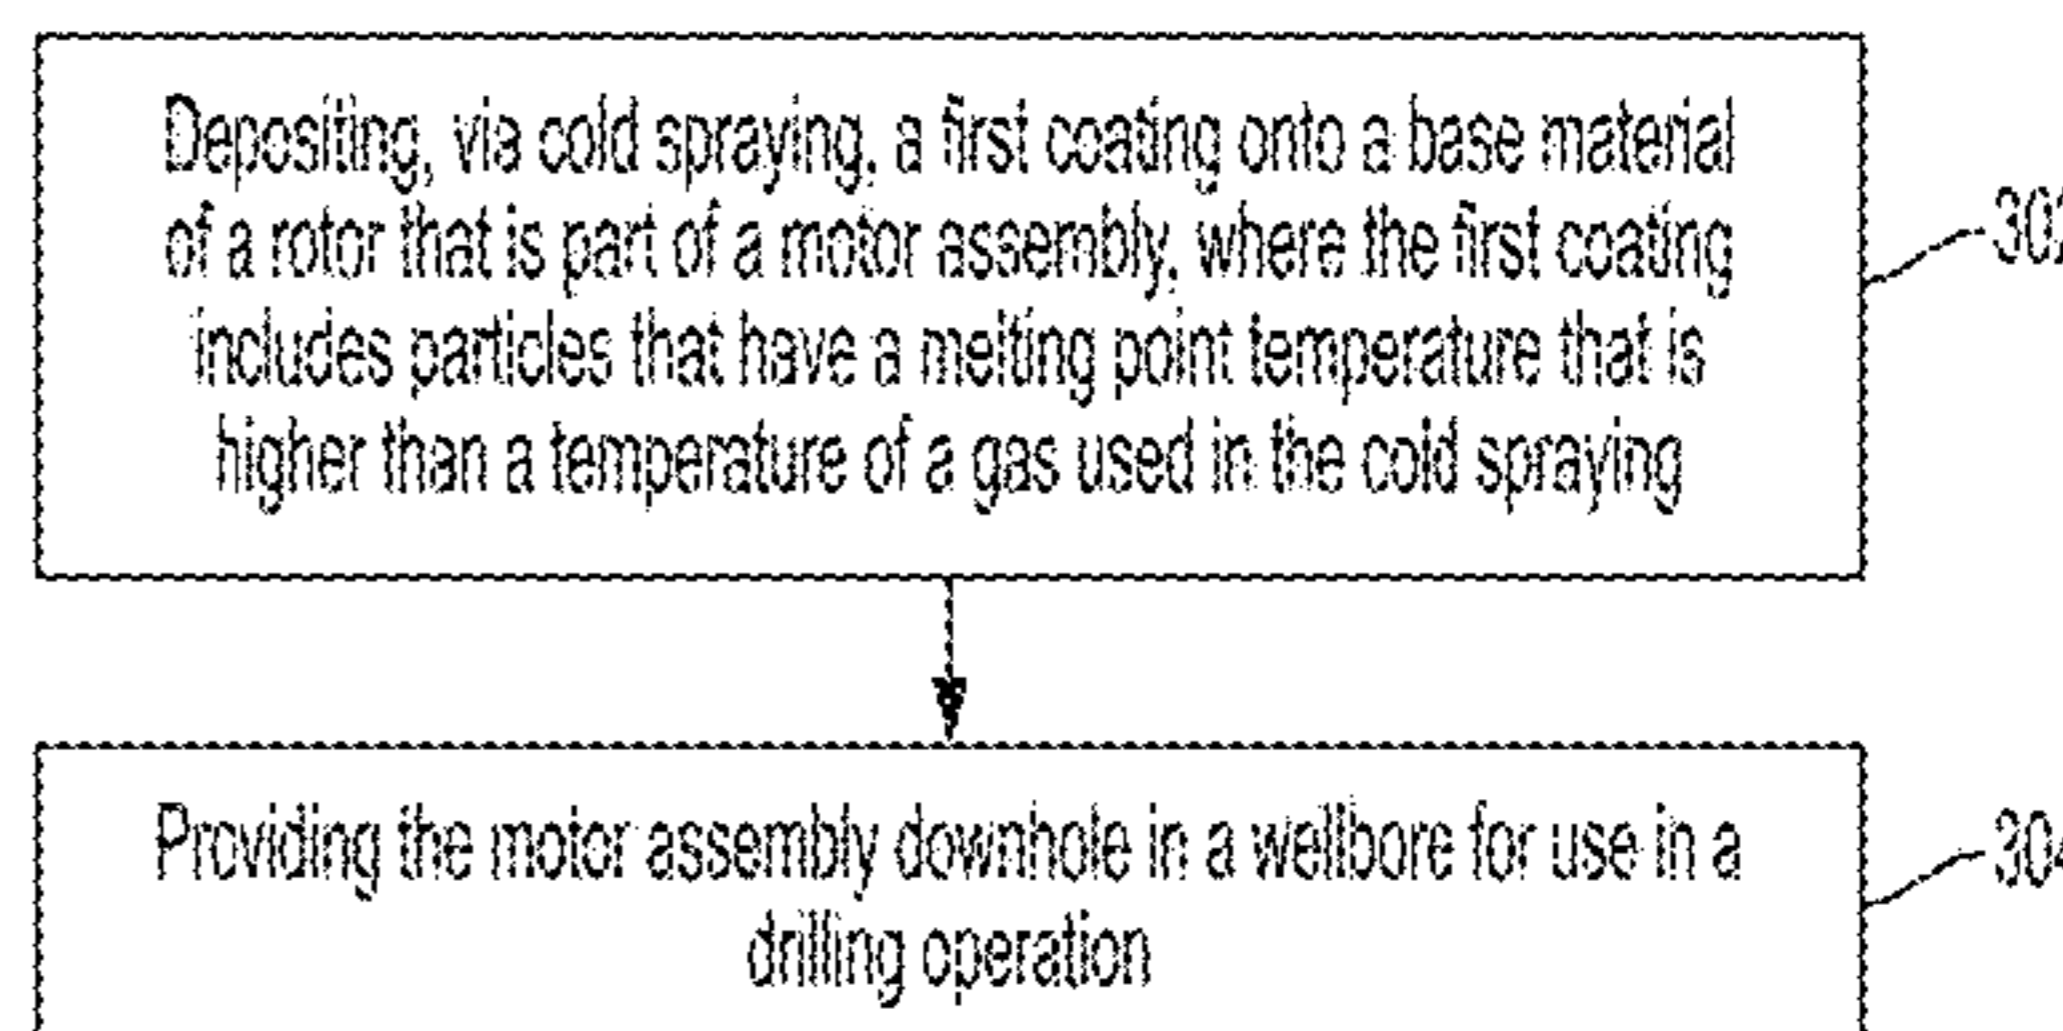 Depositing, via cold spraying, a first coating onto a base material
of a rotor that is part of a motor assembly, where the first coating
302
includes particles that have a melting point temperature that is
higher than a temperature of a gas used in the cold spraying
Providing the motor assembly downhole in a wellbore for use in a
304
drilling operation